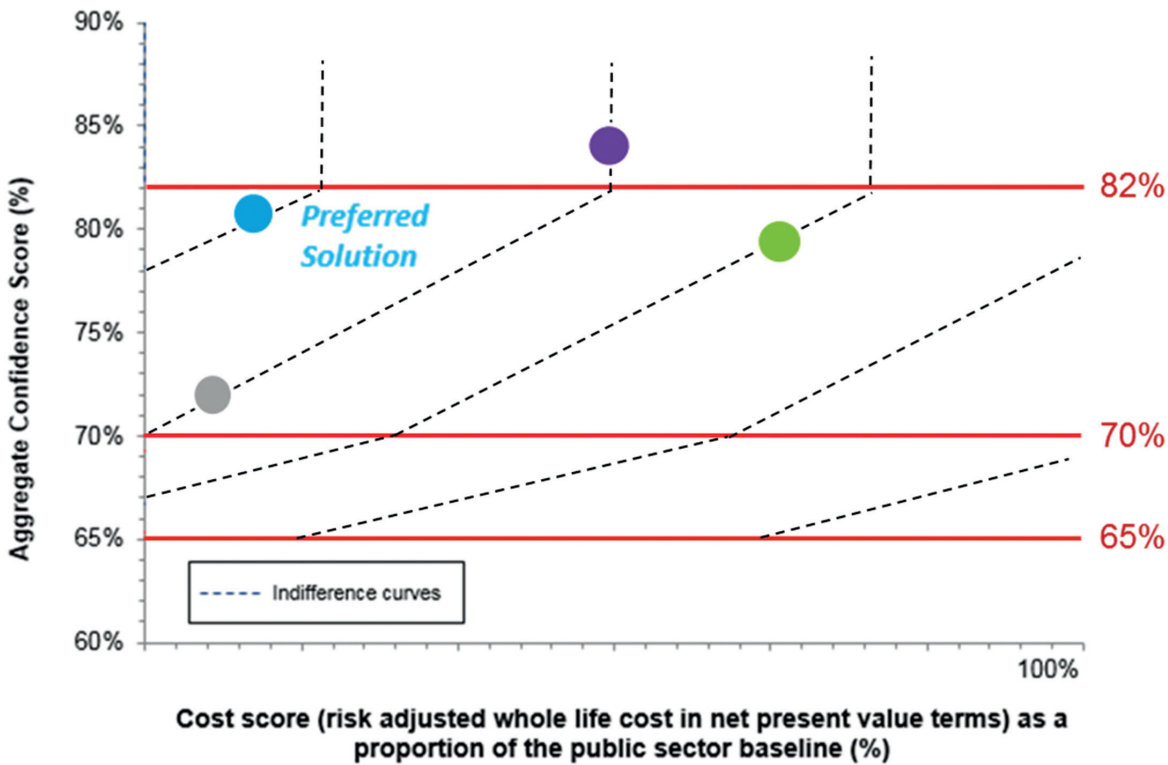 90%
85%
82%
80%
Preferred
Solution
75%
70%
70%
65%
65%
Indifference curves
60%
100%
Aggregate Confidence Score (%)
Cost score (risk adjusted whole life cost in net present value terms) as a
proportion of the public sector baseline (%)